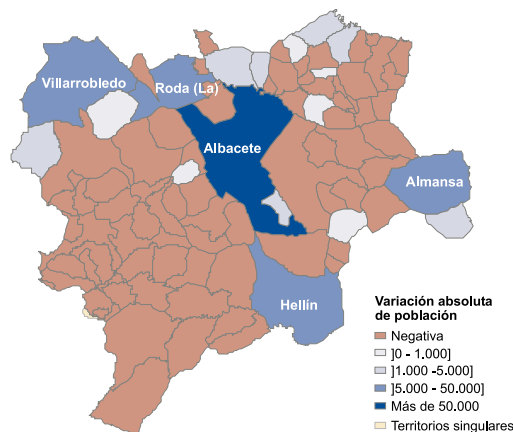 Villarrobledo
Roda (La)
Albacete
Almansa
Hellín
Variación absoluta
de población
Negativa
]0 - 1.000]
]1.000 -5.000]
]5.000 - 50.000]
Más de 50.000
Territorios singulares